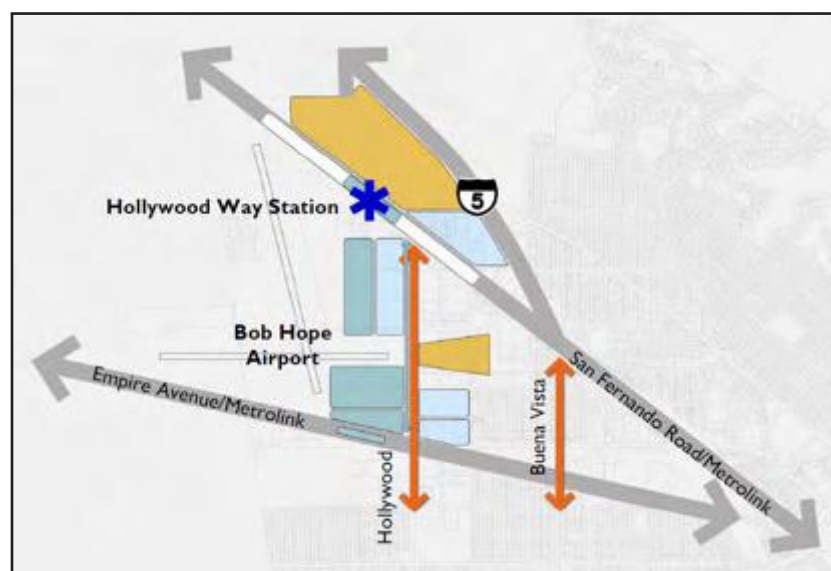 5
Hollywood Way Station
Bob Hope
Airport
Empire Avenue/Metrolink
San Fernando Road/Metrolink
Buena Vista
Hollywood